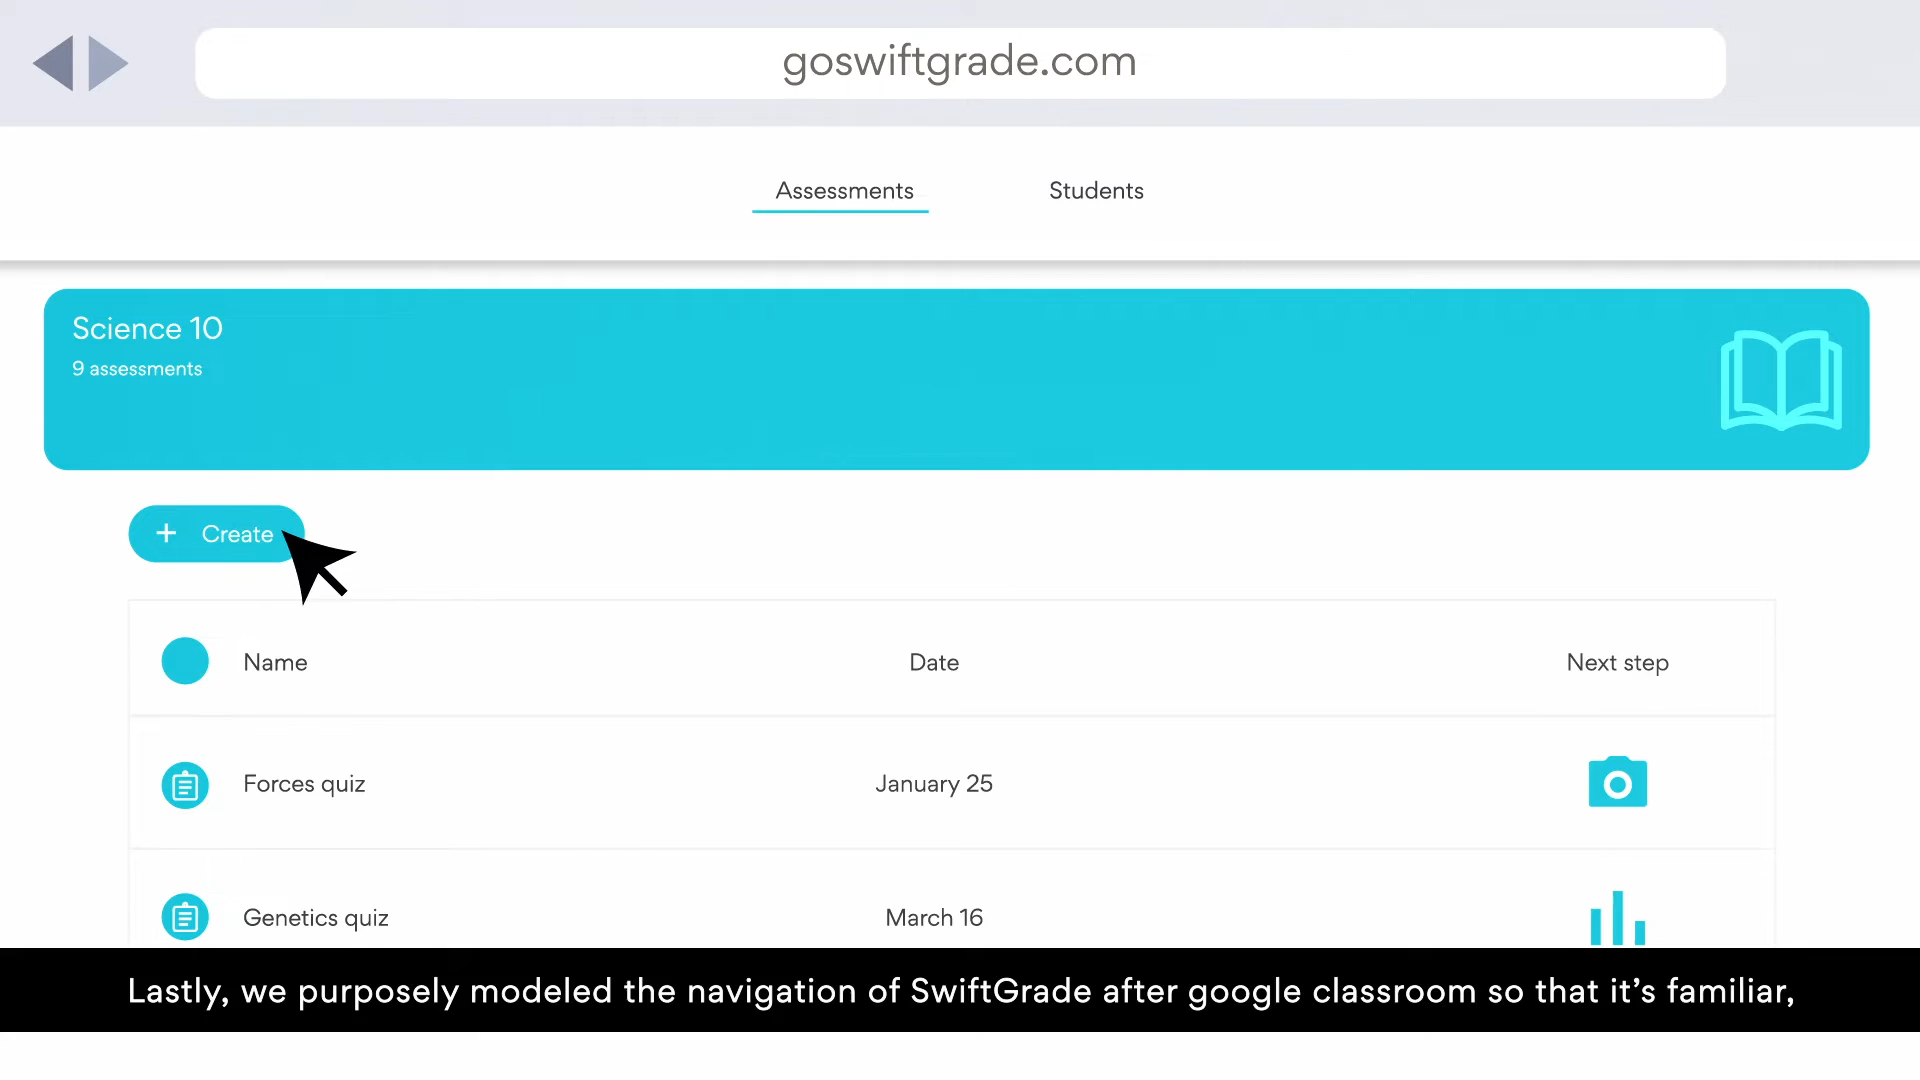 goswiftgrade.com
Assessments
Students
Science 10
9 assessments
+ Create
Name
Date
Next step
Forces quiz
January 25
Genetics quiz
March 16
Lastly, we purposely modeled the navigation of SwiftGrade after google classroom so that it’s familiar,